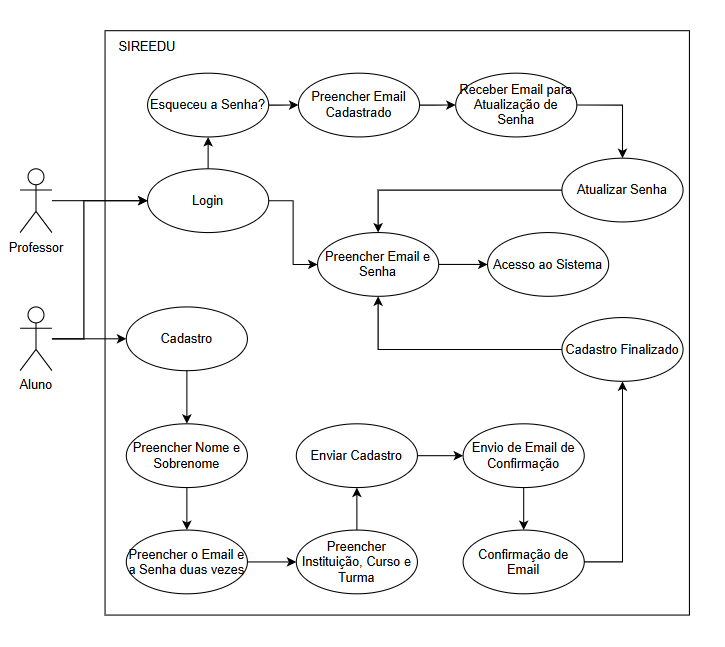 SIREEDU
Esqueceu a Senha?
Preencher Email
Cadastrado
Receber Email para
Atualização de
Senha
Login
Atualizar Senha
Professor
Preencher Email e
Senha
Acesso ao Sistema
Cadastro
Cadastro Finalizado
Aluno
Preencher Nome e
Sobrenome
Enviar Cadastro
Envio de Email de
Confirmação
Preencher o Email e
a Senha duas vezes
Preencher
Instituição, Curso e
Turma
Confirmação de
Email